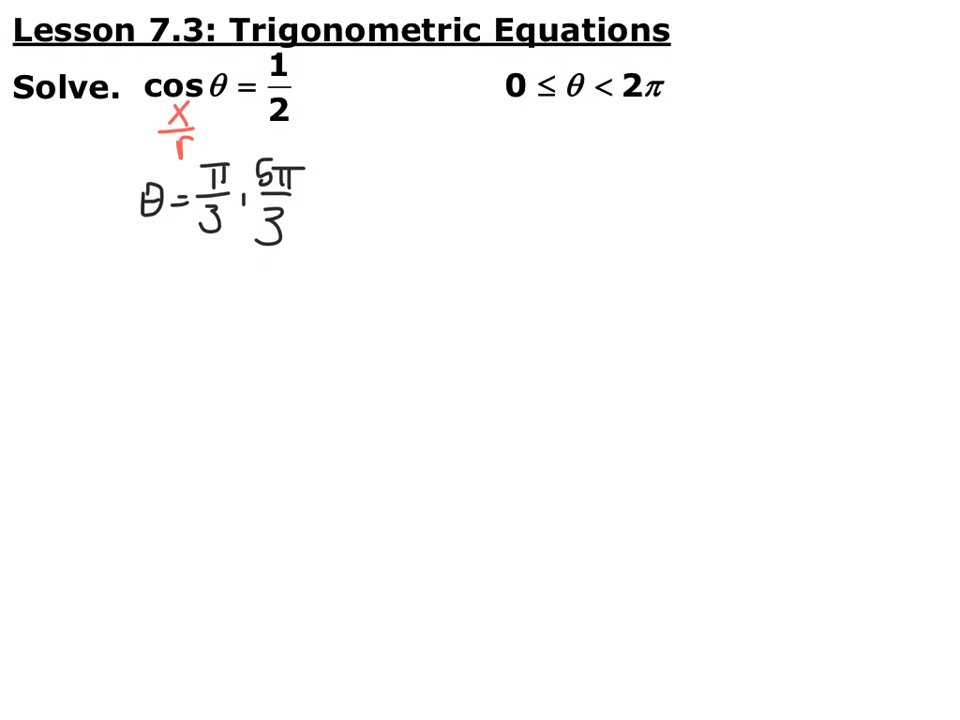 Lesson 7.3: Trigonometric Equations
Solve. cos θ = 1/2 0 ≤ θ < 2π
x/r
θ = π/3 , 5π/3